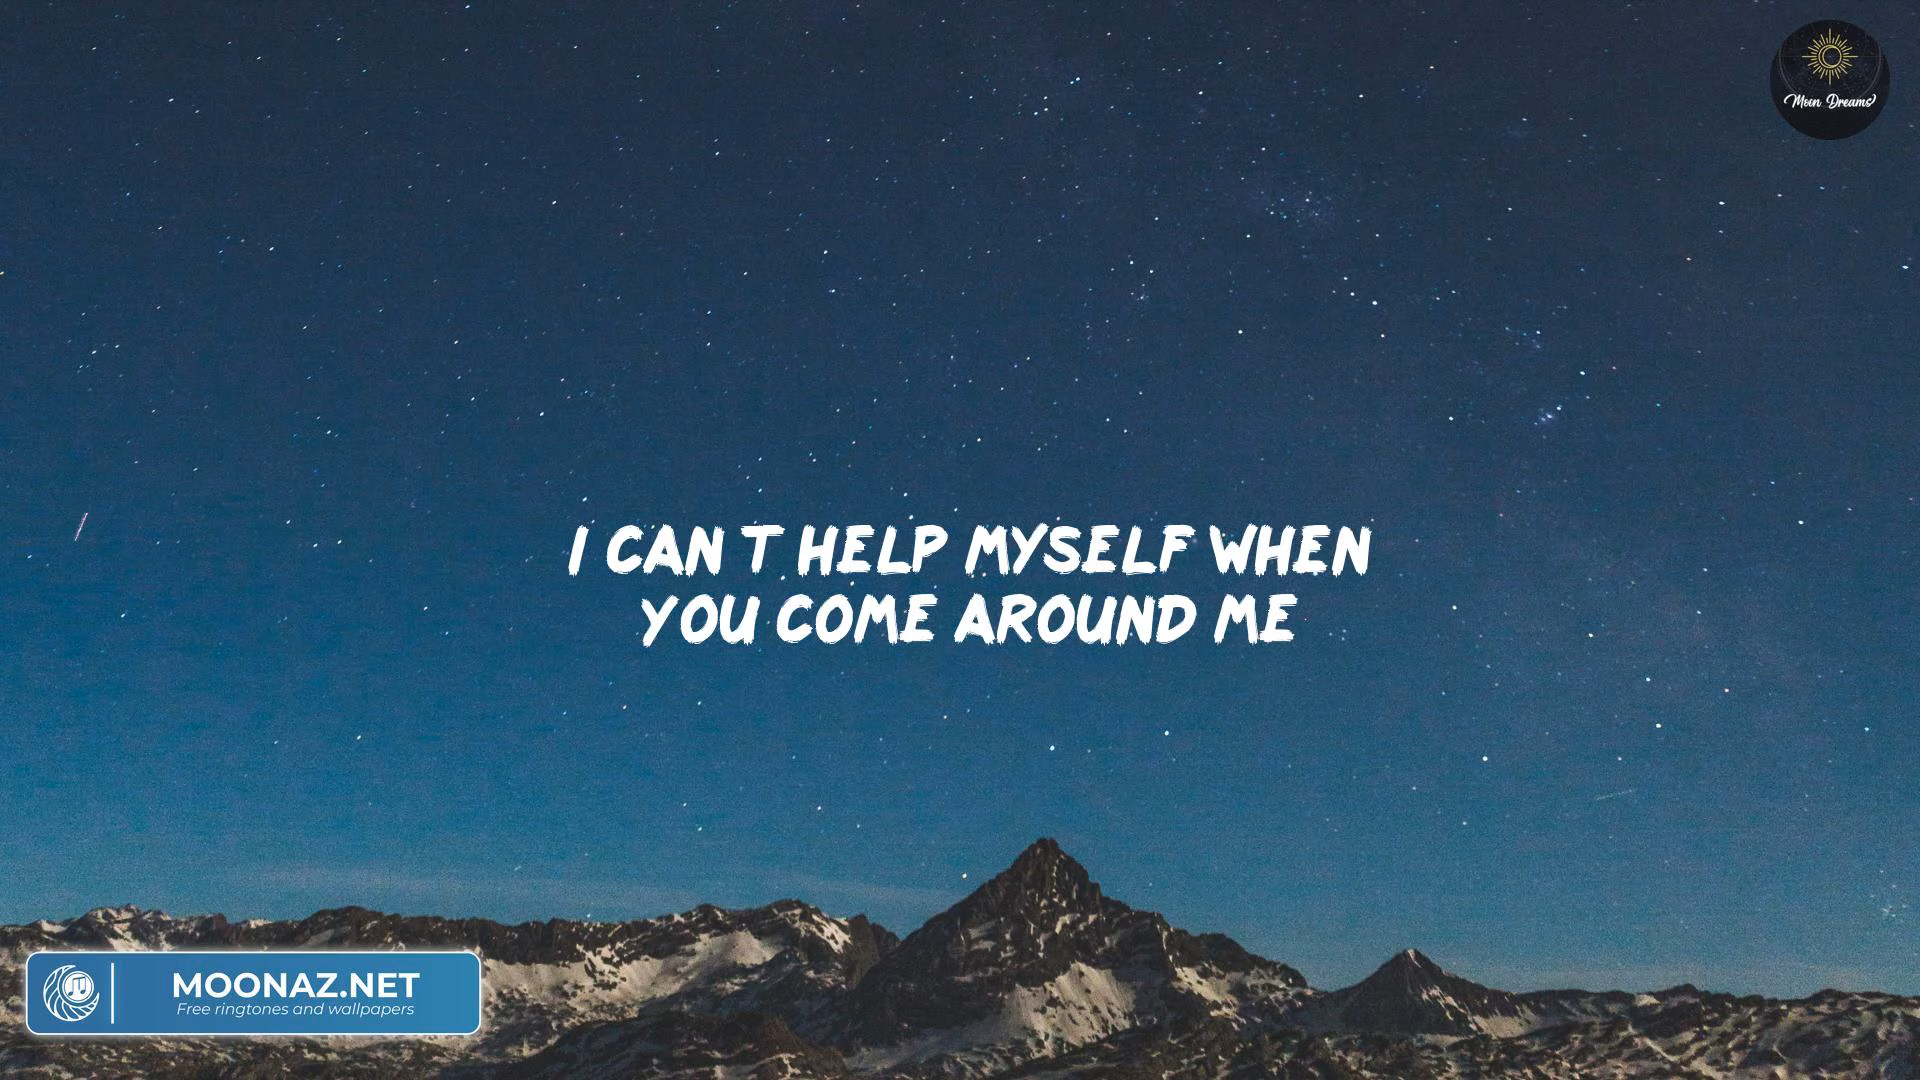 Moon Dreams
I CAN T HELP MYSELF WHEN
YOU COME AROUND ME
MOONAZ.NET
Free ringtones and wallpapers